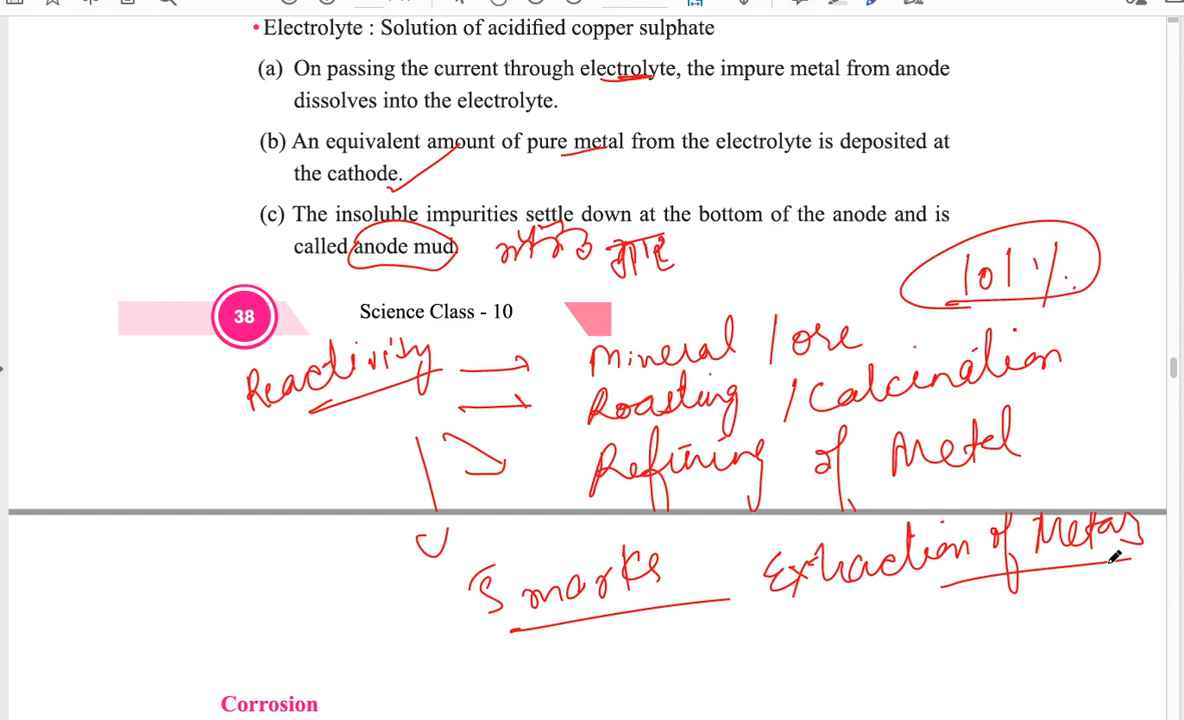 • Electrolyte : Solution of acidified copper sulphate
(a) On passing the current through electrolyte, the impure metal from anode
dissolves into the electrolyte.
(b) An equivalent amount of pure metal from the electrolyte is deposited at
the cathode.
(c) The insoluble impurities settle down at the bottom of the anode and is
called anode mud.
101 %.
38 Science Class - 10
Reactivity → Mineral / ore
→ Roasting / Calcination
Refining of Metal
5 marks Extraction of Metals
Corrosion